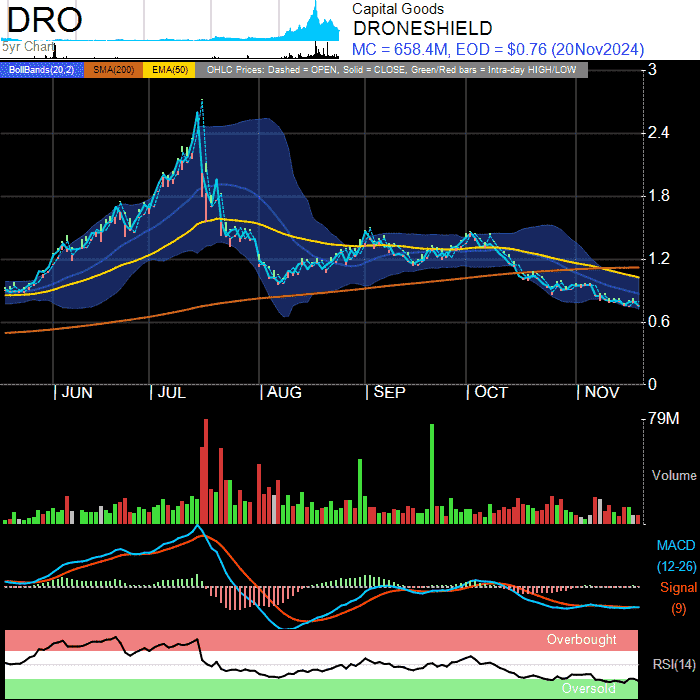 DRO
5yr Chart
Capital Goods
DRONESHIELD
MC = 658.4M, EOD = $0.76 (20Nov2024)
BollBands(20,2) SMA(200) EMA(50) OHLC Prices: Dashed = OPEN, Solid = CLOSE, Green/Red bars = Intra-day HIGH/LOW
3
2.4
1.8
1.2
0.6
0
JUN JUL AUG SEP OCT NOV
79M
Volume
MACD
(12-26)
Signal
(9)
Overbought
RSI(14)
Oversold